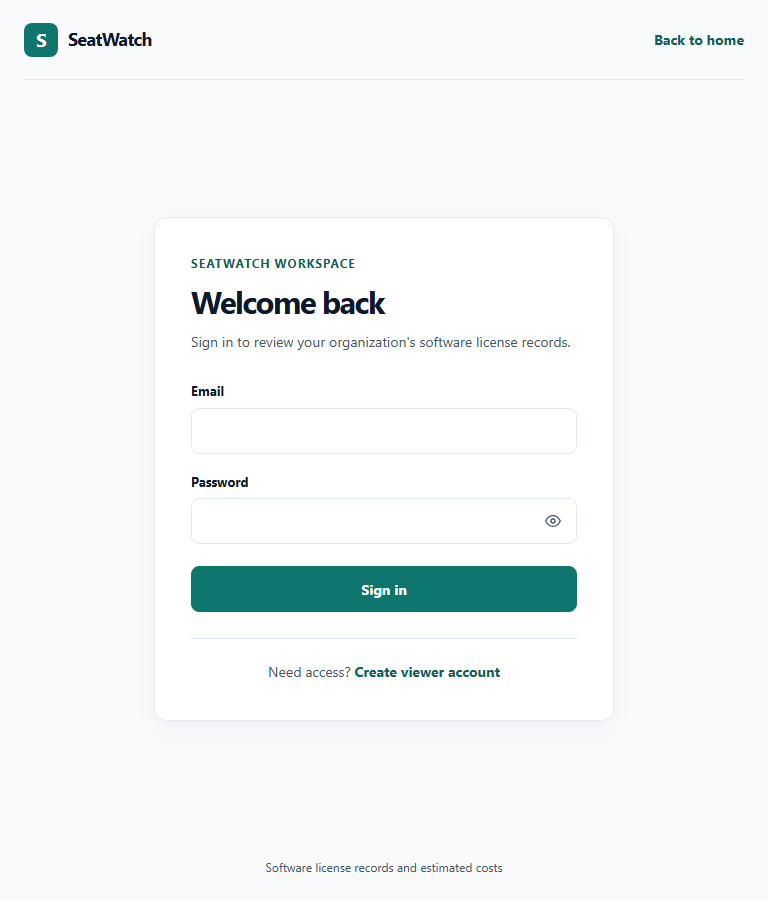 S SeatWatch
Back to home
SEATWATCH WORKSPACE
Welcome back
Sign in to review your organization's software license records.
Email
Password
Sign in
Need access? Create viewer account
Software license records and estimated costs